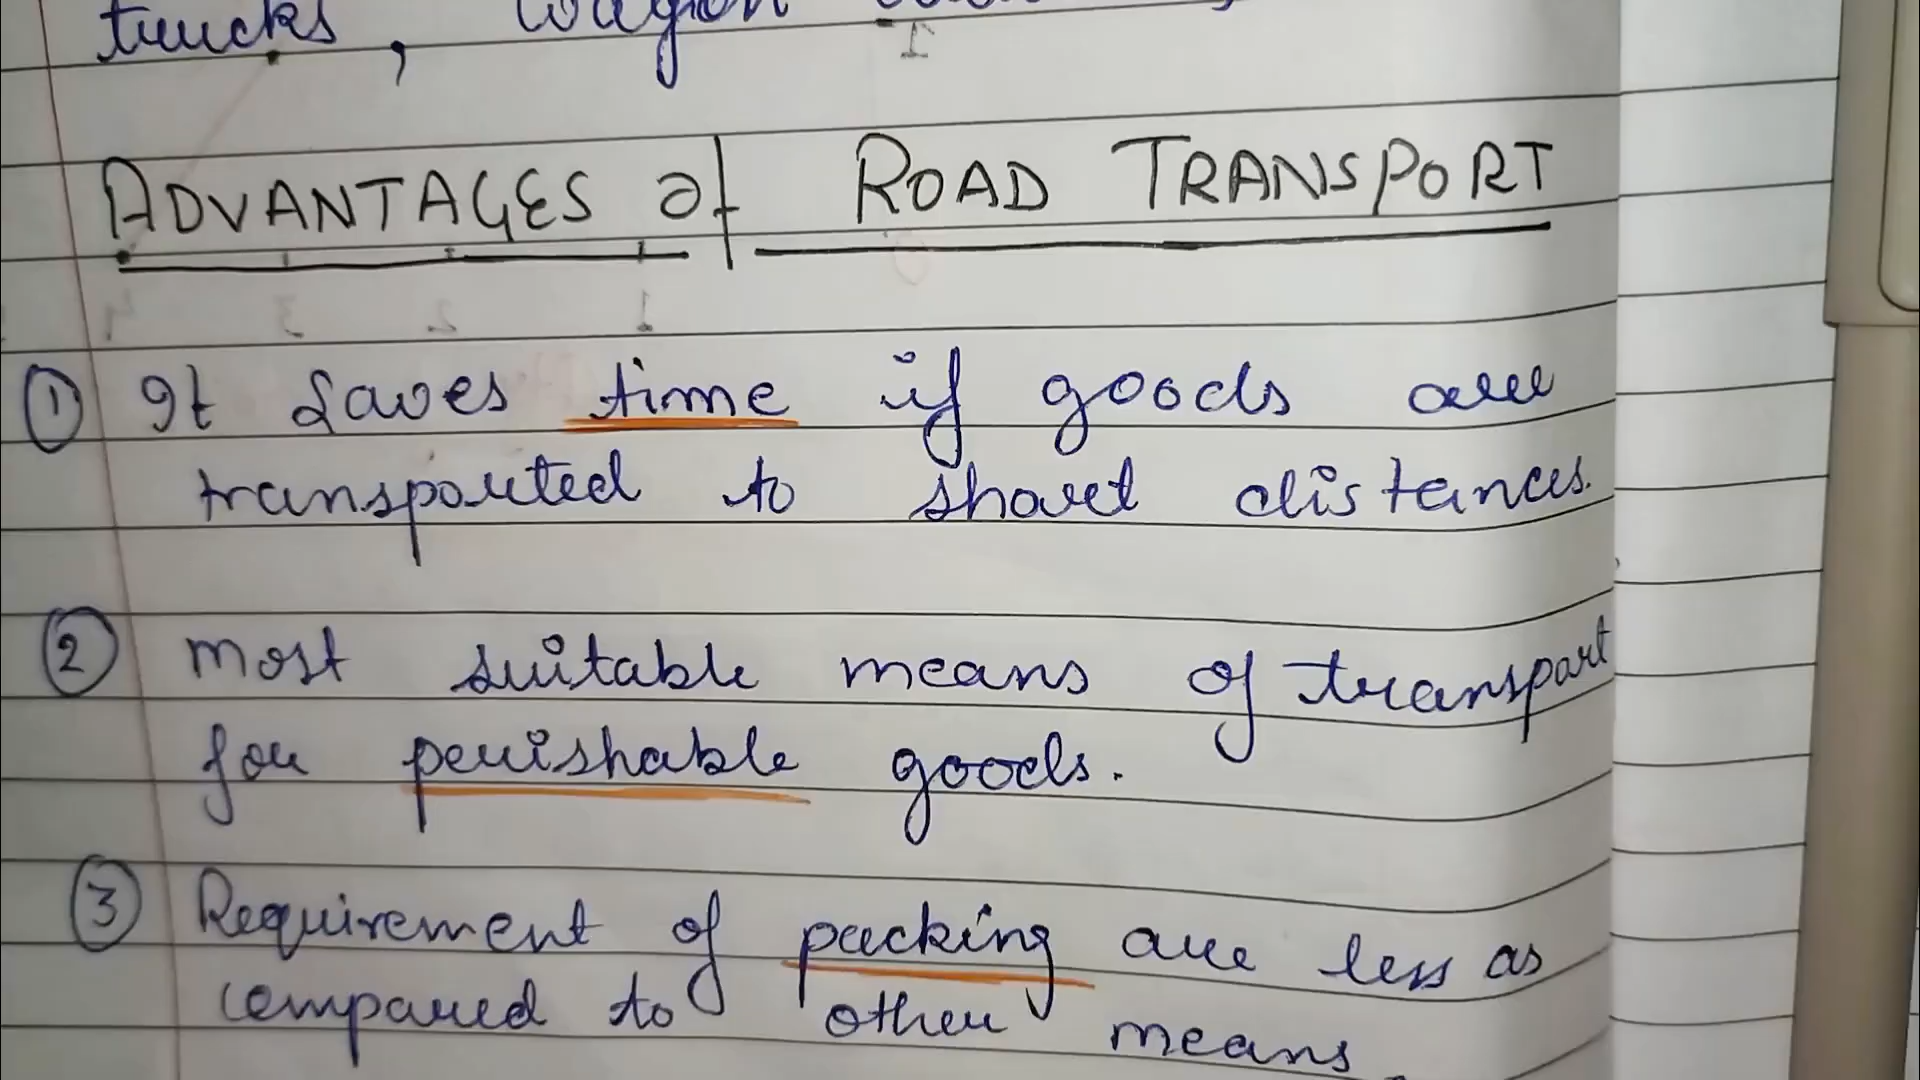 trucks, wagon
ADVANTAGES of ROAD TRANSPORT
① It saves time if goods are
transported to short distances.
② most suitable means of transport
for perishable goods.
③ Requirement of packing are less as
compared to other means.